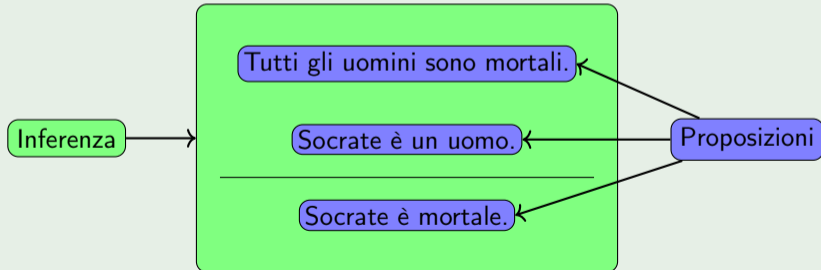 Tutti gli uomini sono mortali.
Inferenza
Socrate è un uomo.
Proposizioni
Socrate è mortale.